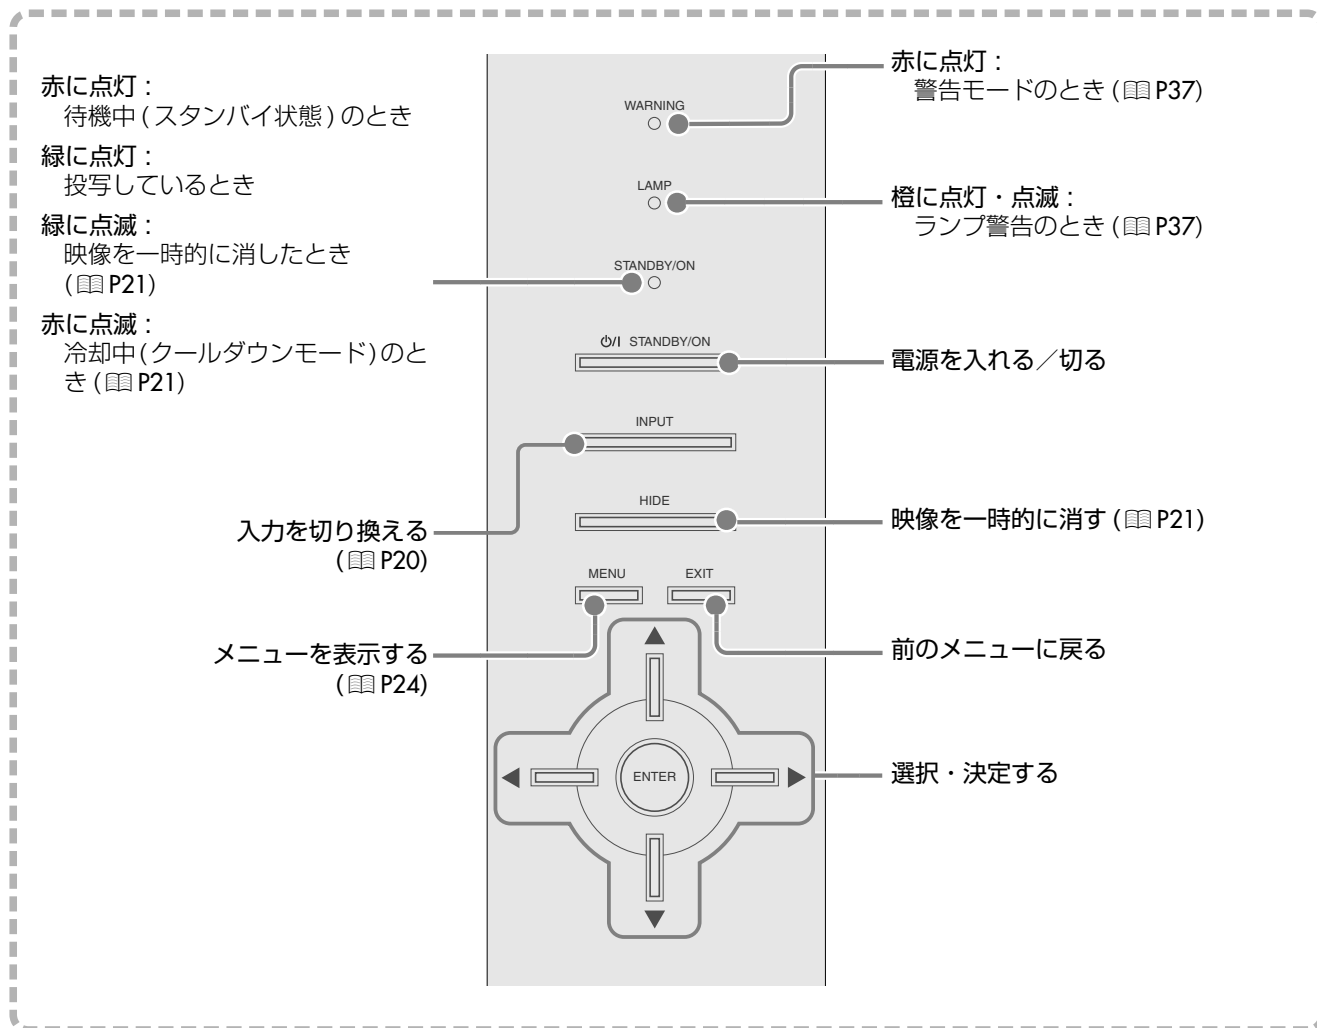 赤に点灯：
待機中(スタンバイ状態)のとき
緑に点灯：
投写しているとき
緑に点滅：
映像を一時的に消したとき
(P21)
赤に点滅：
冷却中(クールダウンモード)のと
き(P21)
入力を切り換える
(P20)
メニューを表示する
(P24)
WARNING
LAMP
STANDBY/ON
⏻/I STANDBY/ON
INPUT
HIDE
MENU EXIT
ENTER
赤に点灯：
警告モードのとき(P37)
橙に点灯・点滅：
ランプ警告のとき(P37)
電源を入れる／切る
映像を一時的に消す(P21)
前のメニューに戻る
選択・決定する